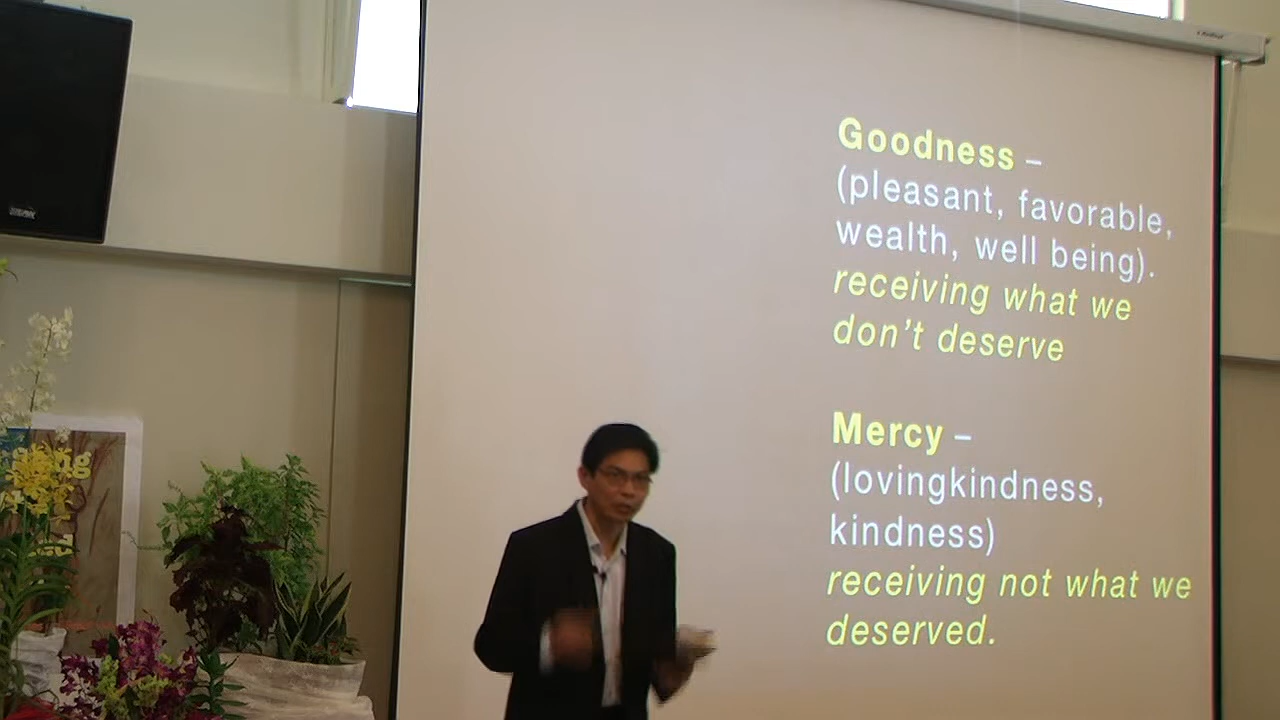 Goodness –
(pleasant, favorable,
wealth, well being).
receiving what we
don't deserve
Mercy –
(lovingkindness,
kindness)
receiving not what we
deserved.